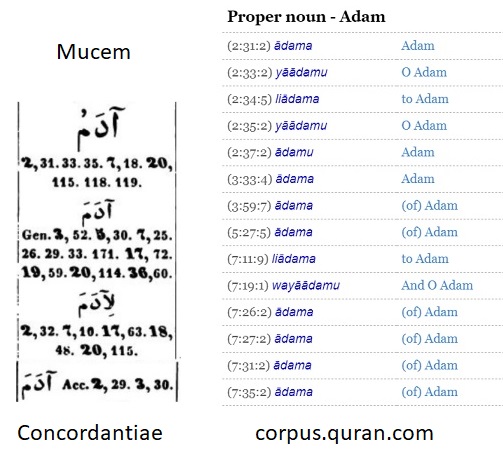 Mucem
آدَمُ
2,31. 33. 35. 7,18. 20,
115. 118. 119.
آدَمَ
Gen. 3, 52. 5, 30. 7, 25.
26. 29. 33. 171. 17, 72.
19,59. 20, 114. 36,60.
لِآدَمَ
2, 32. 7, 10. 17, 63. 18,
48. 20, 115.
آدَمَ Acc. 2, 29. 3, 30.
Concordantiae
Proper noun - Adam
(2:31:2) ādama Adam
(2:33:2) yāādamu O Adam
(2:34:5) liādama to Adam
(2:35:2) yāādamu O Adam
(2:37:2) ādamu Adam
(3:33:4) ādama Adam
(3:59:7) ādama (of) Adam
(5:27:5) ādama (of) Adam
(7:11:9) liādama to Adam
(7:19:1) wayāādamu And O Adam
(7:26:2) ādama (of) Adam
(7:27:2) ādama (of) Adam
(7:31:2) ādama (of) Adam
(7:35:2) ādama (of) Adam
corpus.quran.com